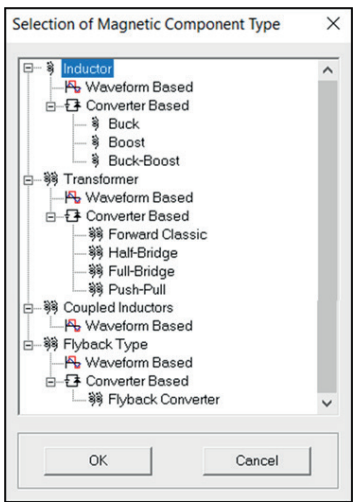 Selection of Magnetic Component Type
Inductor
Waveform Based
Converter Based
Buck
Boost
Buck-Boost
Transformer
Waveform Based
Converter Based
Forward Classic
Half-Bridge
Full-Bridge
Push-Pull
Coupled Inductors
Waveform Based
Flyback Type
Waveform Based
Converter Based
Flyback Converter
OK Cancel